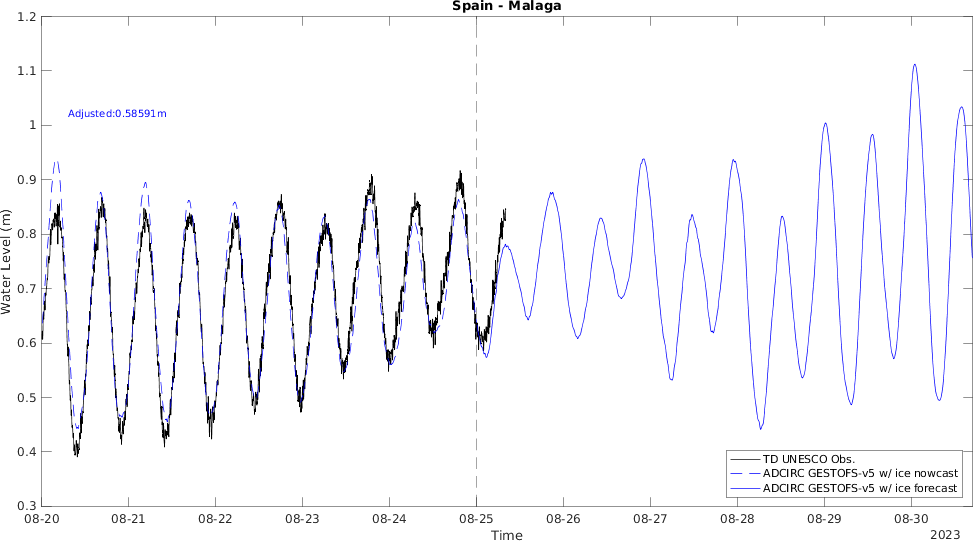 Spain - Malaga
1.2
1.1
1
0.9
0.8
0.7
0.6
0.5
0.4
0.3
Water Level (m)
Adjusted:0.58591m
TD UNESCO Obs.
ADCIRC GESTOFS-v5 w/ ice nowcast
ADCIRC GESTOFS-v5 w/ ice forecast
08-20 08-21 08-22 08-23 08-24 08-25 08-26 08-27 08-28 08-29 08-30
Time
2023